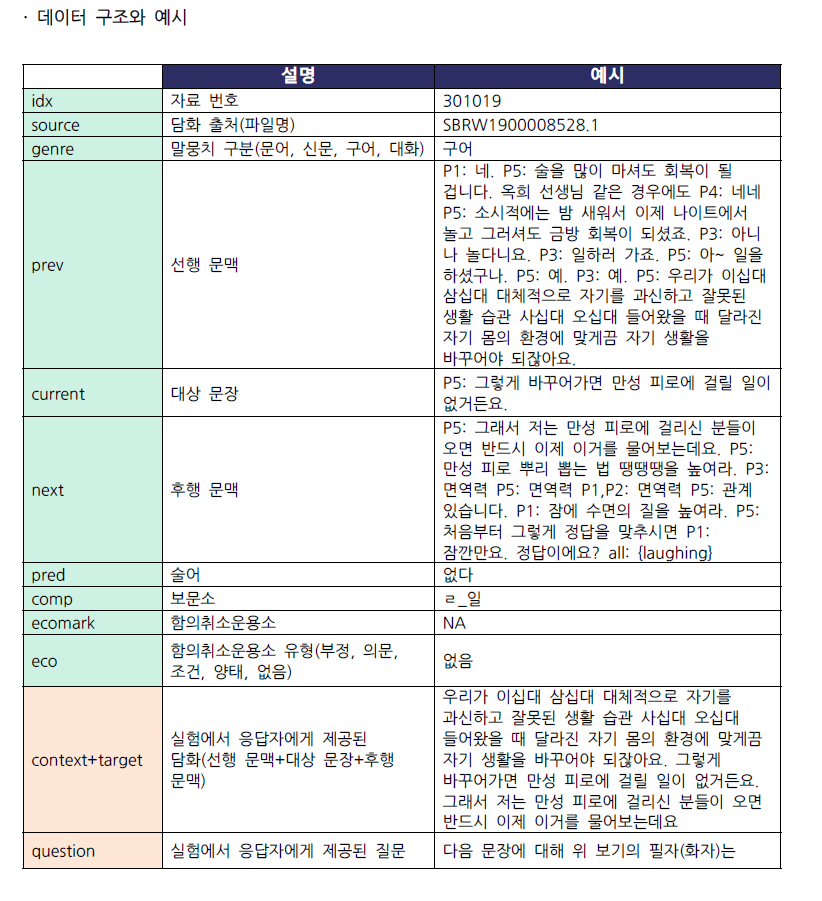 · 데이터 구조와 예시
설명 예시
idx 자료 번호 301019
source 담화 출처(파일명) SBRW1900008528.1
genre 말뭉치 구분(문어, 신문, 구어, 대화) 구어
prev 선행 문맥
P1: 네. P5: 술을 많이 마셔도 회복이 될
겁니다. 옥희 선생님 같은 경우에도 P4: 네네
P5: 소시적에는 밤 새워서 이제 나이트에서
놀고 그러셔도 금방 회복이 되셨죠. P3: 아니
나 놀다니요. P3: 일하러 가죠. P5: 아~ 일을
하셨구나. P5: 예. P3: 예. P5: 우리가 이십대
삼십대 대체적으로 자기를 과신하고 잘못된
생활 습관 사십대 오십대 들어왔을 때 달라진
자기 몸의 환경에 맞게끔 자기 생활을
바꾸어야 되잖아요.
current 대상 문장
P5: 그렇게 바꾸어가면 만성 피로에 걸릴 일이
없거든요.
next 후행 문맥
P5: 그래서 저는 만성 피로에 걸리신 분들이
오면 반드시 이제 이거를 물어보는데요. P5:
만성 피로 뿌리 뽑는 법 땡땡땡을 높여라. P3:
면역력 P5: 면역력 P1,P2: 면역력 P5: 관계
있습니다. P1: 잠에 수면의 질을 높여라. P5:
처음부터 그렇게 정답을 맞추시면 P1:
잠깐만요. 정답이에요? all: {laughing}
pred 술어 없다
comp 보문소 ㄹ_일
ecomark 함의취소운용소 NA
eco
함의취소운용소 유형(부정, 의문,
조건, 양태, 없음)
없음
context+target
실험에서 응답자에게 제공된
담화(선행 문맥+대상 문장+후행
문맥)
우리가 이십대 삼십대 대체적으로 자기를
과신하고 잘못된 생활 습관 사십대 오십대
들어왔을 때 달라진 자기 몸의 환경에 맞게끔
자기 생활을 바꾸어야 되잖아요. 그렇게
바꾸어가면 만성 피로에 걸릴 일이 없거든요.
그래서 저는 만성 피로에 걸리신 분들이 오면
반드시 이제 이거를 물어보는데요
question 실험에서 응답자에게 제공된 질문 다음 문장에 대해 위 보기의 필자(화자)는